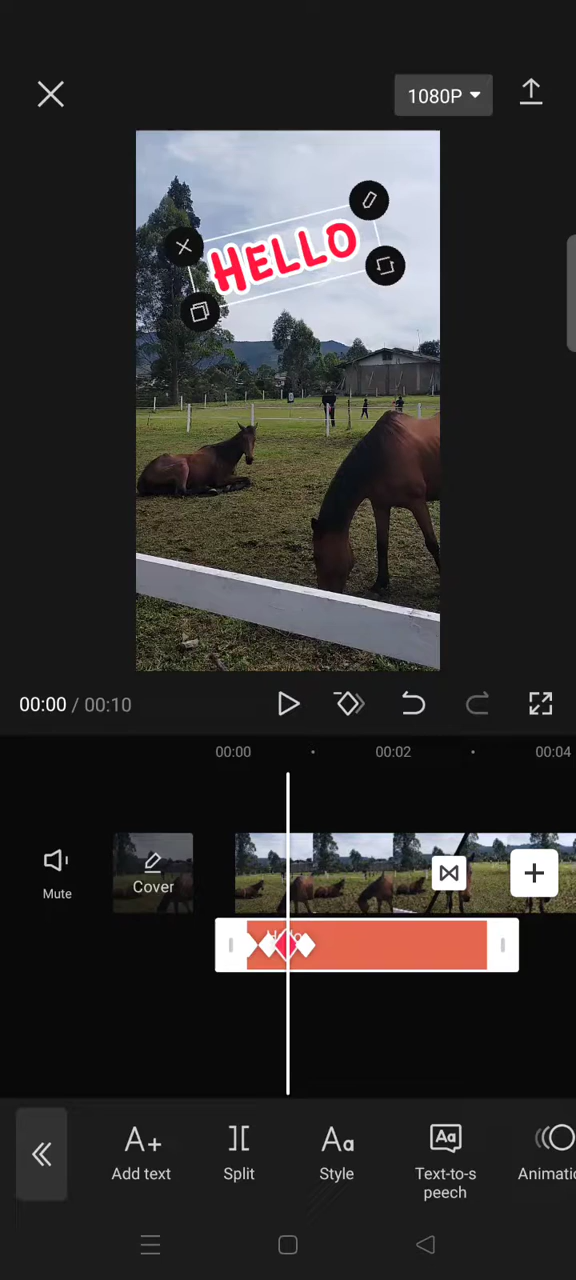 1080P
HELLO
00:00 / 00:10
00:00
00:02
00:04
Mute
Cover
Add text
Split
Style
Text-to-s
peech
Animatio